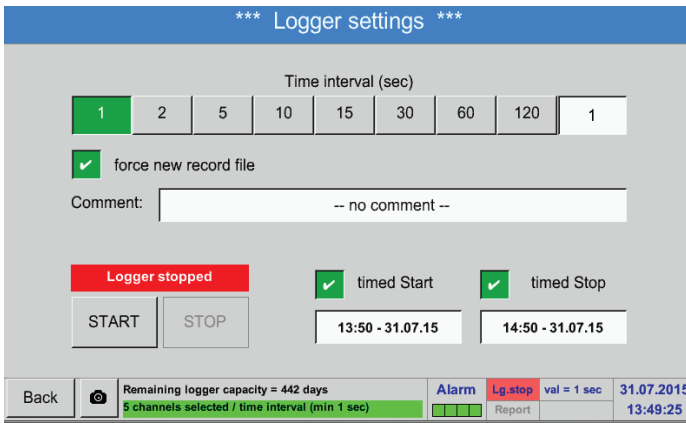 *** Logger settings ***
Time interval (sec)
1 2 5 10 15 30 60 120 1
force new record file
Comment: -- no comment --
Logger stopped
timed Start timed Stop
START STOP 13:50 - 31.07.15 14:50 - 31.07.15
Back Remaining logger capacity = 442 days Alarm Lg.stop val = 1 sec 31.07.2015
5 channels selected / time interval (min 1 sec) Report 13:49:25